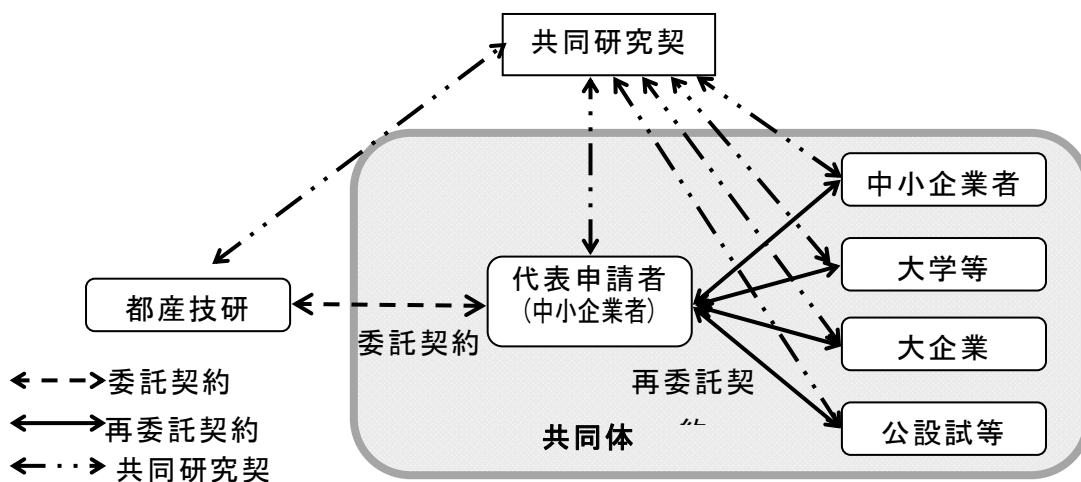 共同研究契
中小企業者
代表申請者
(中小企業者)
大学等
都産技研
委託契約
大企業
再委託契
公設試等
共同体
委託契約
再委託契約
共同研究契